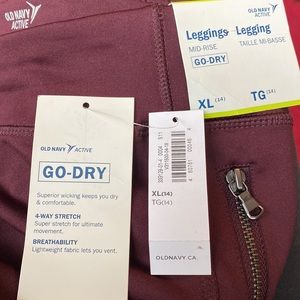 OLD NAVY
ACTIVE
OLD NAVY
ACTIVE
Leggings Legging
MID-RISE TAILLE MI-BASSE
GO-DRY
XL (14) TG (14)
OLD NAVY ACTIVE
GO-DRY
Superior wicking keeps you dry
& comfortable.
4-WAY STRETCH
Super stretch for ultimate
movement.
BREATHABILITY
Lightweight fabric lets you vent.
XL(14)
TG(14)
OLDNAVY.CA